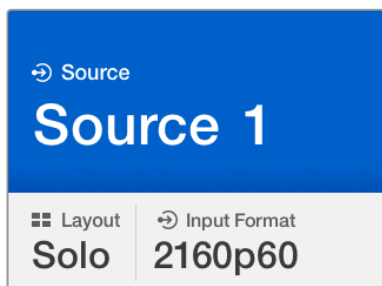 Source
Source 1
Layout
Input Format
Solo
2160p60